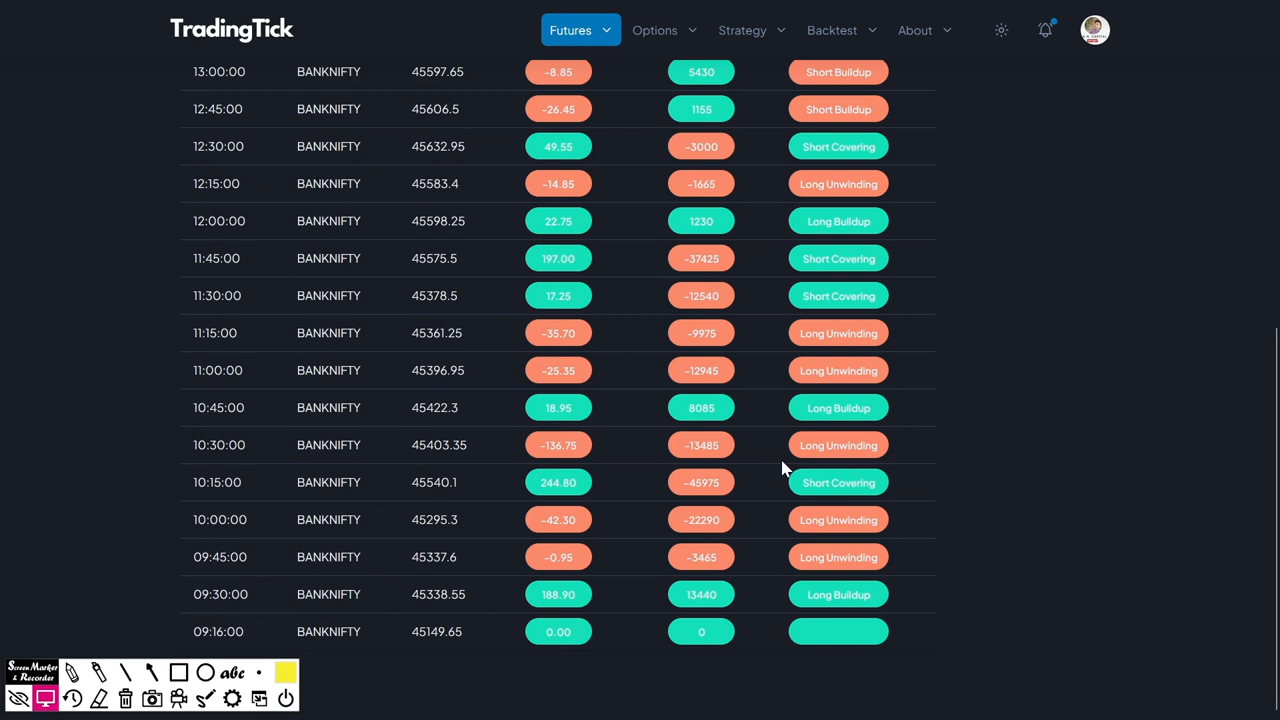 TradingTick Futures Options Strategy Backtest About
13:00:00 BANKNIFTY 45597.65 -8.85 5430 Short Buildup
12:45:00 BANKNIFTY 45606.5 -26.45 1155 Short Buildup
12:30:00 BANKNIFTY 45632.95 49.55 -3000 Short Covering
12:15:00 BANKNIFTY 45583.4 -14.85 -1665 Long Unwinding
12:00:00 BANKNIFTY 45598.25 22.75 1230 Long Buildup
11:45:00 BANKNIFTY 45575.5 197.00 -37425 Short Covering
11:30:00 BANKNIFTY 45378.5 17.25 -12540 Short Covering
11:15:00 BANKNIFTY 45361.25 -35.70 -9975 Long Unwinding
11:00:00 BANKNIFTY 45396.95 -25.35 -12945 Long Unwinding
10:45:00 BANKNIFTY 45422.3 18.95 8085 Long Buildup
10:30:00 BANKNIFTY 45403.35 -136.75 -13485 Long Unwinding
10:15:00 BANKNIFTY 45540.1 244.80 -45975 Short Covering
10:00:00 BANKNIFTY 45295.3 -42.30 -22290 Long Unwinding
09:45:00 BANKNIFTY 45337.6 -0.95 -3465 Long Unwinding
09:30:00 BANKNIFTY 45338.55 188.90 13440 Long Buildup
09:16:00 BANKNIFTY 45149.65 0.00 0
Screen Marker
& Recorder
abc